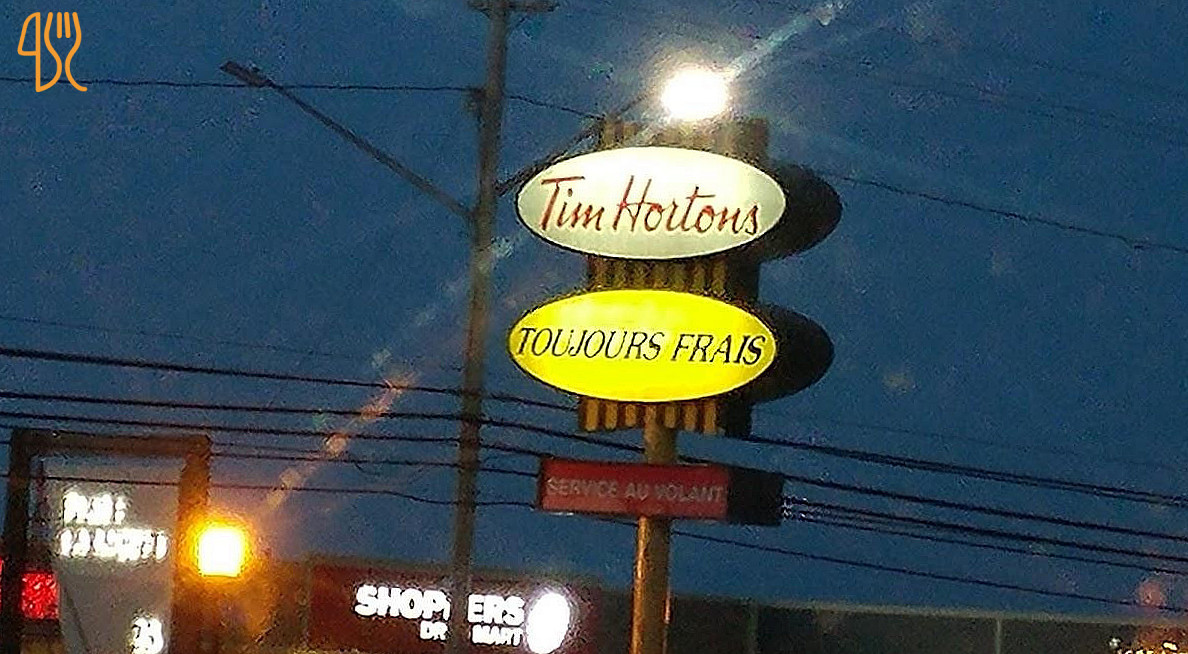 Tim Hortons
TOUJOURS FRAIS
SERVICE AU VOLANT
SHOP ERS
DR MART